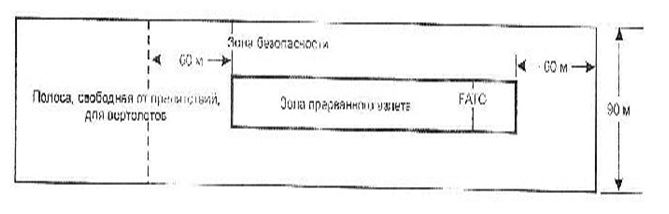 Зона безопасности
60 м
60 м
Полоса, свободная от препятствий,
для вертолетов
Зона прерванного взлета
FATO
90 м